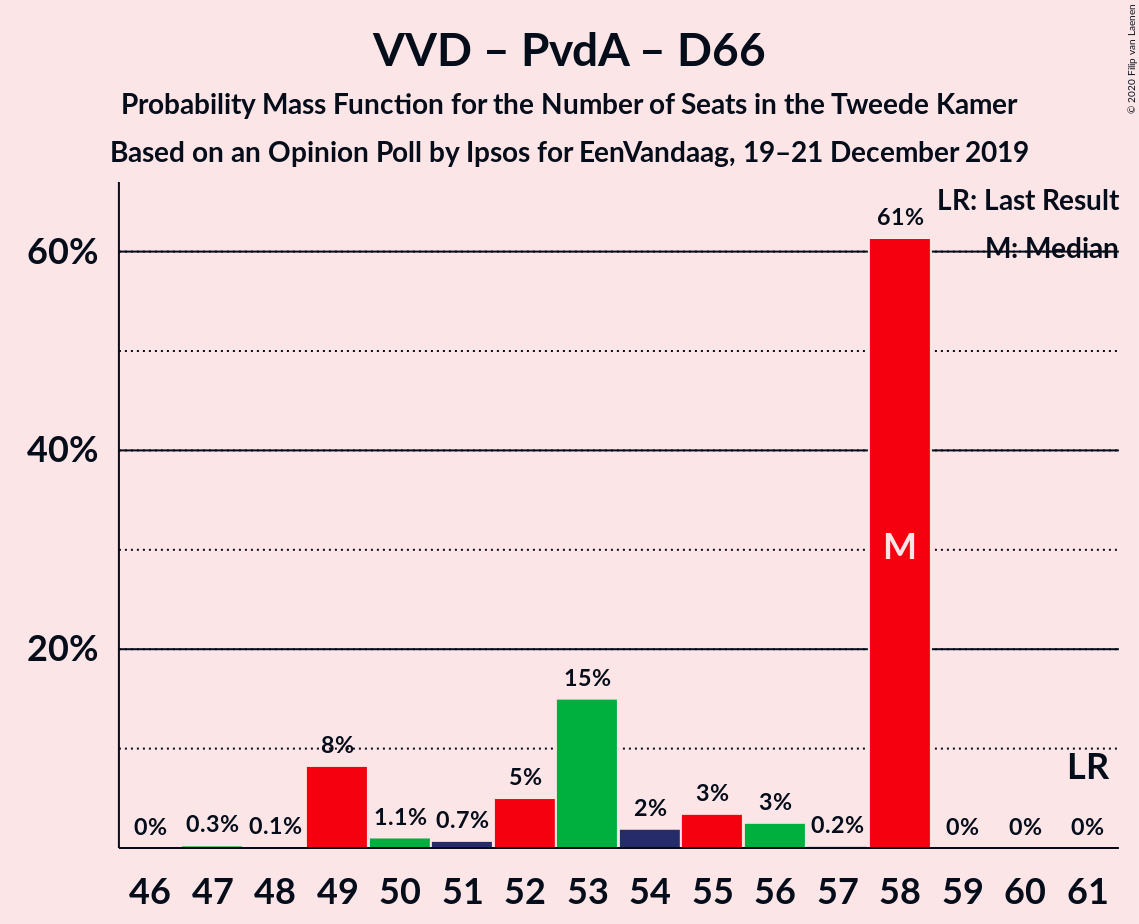 VVD – PvdA – D66
Probability Mass Function for the Number of Seats in the Tweede Kamer
Based on an Opinion Poll by Ipsos for EenVandaag, 19–21 December 2019
© 2020 Filip van Laenen
LR: Last Result
M: Median
60%
40%
20%
0%
0.3%
0.1%
8%
1.1%
0.7%
5%
15%
2%
3%
3%
0.2%
61%
0%
0%
0%
M
LR
46 47 48 49 50 51 52 53 54 55 56 57 58 59 60 61